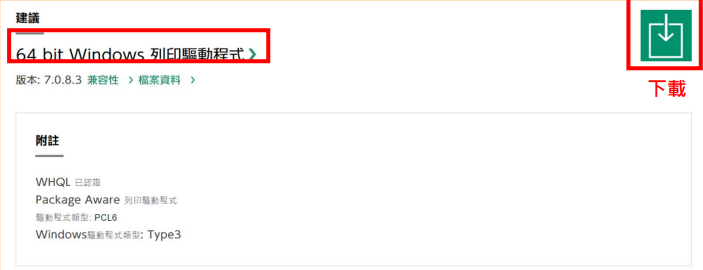 建議
64 bit Windows 列印驅動程式 >
版本: 7.0.8.3 兼容性 > 檔案資料 >
下載
附註
WHQL 已認證
Package Aware 列印驅動程式
驅動程式類型: PCL6
Windows驅動程式類型: Type3